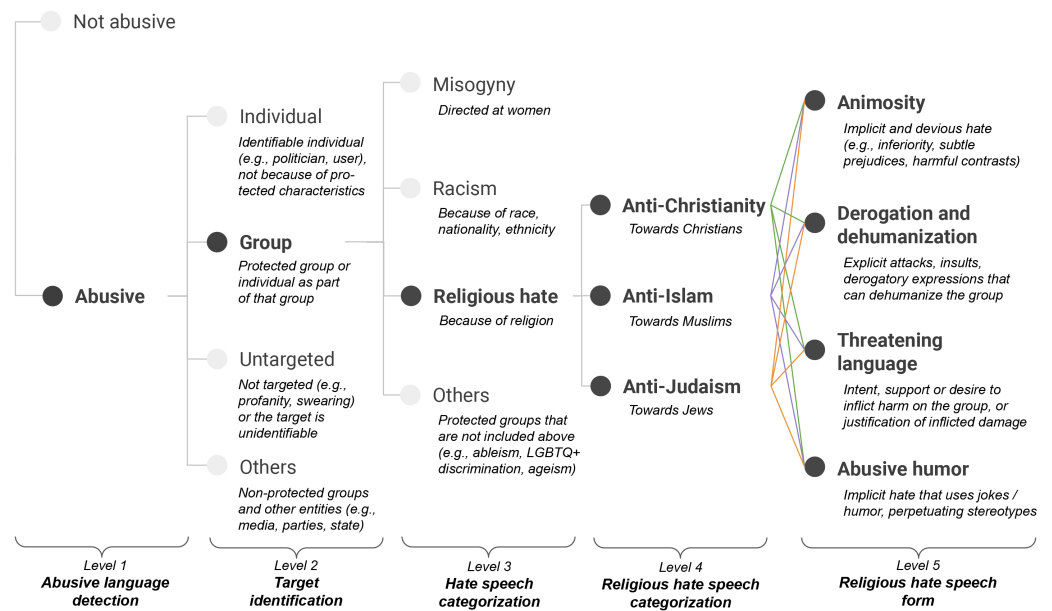 Not abusive
Abusive
Level 1
Abusive language
detection
Individual
Identifiable individual
(e.g., politician, user),
not because of pro-
tected characteristics
Group
Protected group or
individual as part
of that group
Untargeted
Not targeted (e.g.,
profanity, swearing)
or the target is
unidentifiable
Others
Non-protected groups
and other entities (e.g.,
media, parties, state)
Level 2
Target
identification
Misogyny
Directed at women
Racism
Because of race,
nationality, ethnicity
Religious hate
Because of religion
Others
Protected groups that
are not included above
(e.g., ableism, LGBTQ+
discrimination, ageism)
Level 3
Hate speech
categorization
Anti-Christianity
Towards Christians
Anti-Islam
Towards Muslims
Anti-Judaism
Towards Jews
Level 4
Religious hate speech
categorization
Animosity
Implicit and devious hate
(e.g., inferiority, subtle
prejudices, harmful contrasts)
Derogation and
dehumanization
Explicit attacks, insults,
derogatory expressions that
can dehumanize the group
Threatening
language
Intent, support or desire to
inflict harm on the group, or
justification of inflicted damage
Abusive humor
Implicit hate that uses jokes /
humor, perpetuating stereotypes
Level 5
Religious hate speech
form